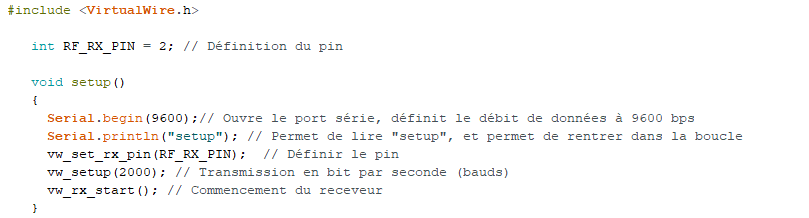 #include <VirtualWire.h>
int RF_RX_PIN = 2; // Définition du pin
void setup()
{
Serial.begin(9600);// Ouvre le port série, définit le débit de données à 9600 bps
Serial.println("setup"); // Permet de lire "setup", et permet de rentrer dans la boucle
vw_set_rx_pin(RF_RX_PIN);  // Définir le pin
vw_setup(2000); // Transmission en bit par seconde (bauds)
vw_rx_start(); // Commencement du receveur
}